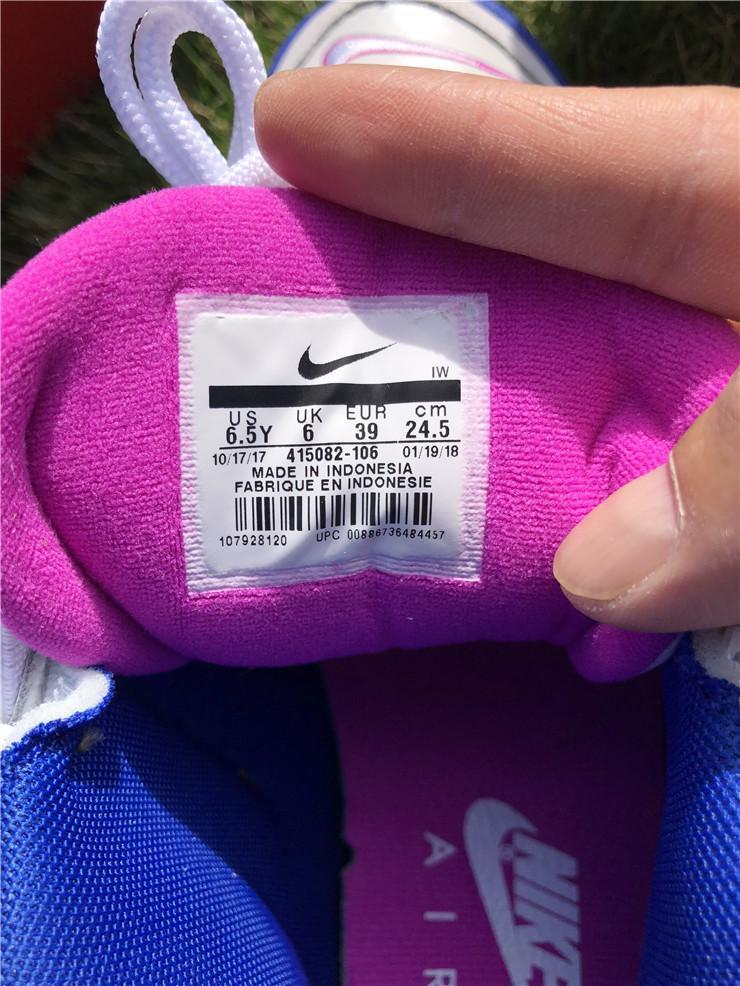 IW
US UK EUR cm
6.5Y 6 39 24.5
10/17/17 415082-106 01/19/18
MADE IN INDONESIA
FABRIQUE EN INDONESIE
107928120 UPC 00886736484457
NIKE
AIR